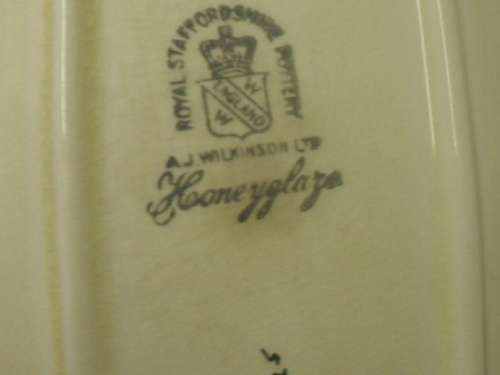 ROYAL STAFFORDSHIRE POTTERY
W
ENGLAND
W
A.J. WILKINSON LTD
Honeyglaze